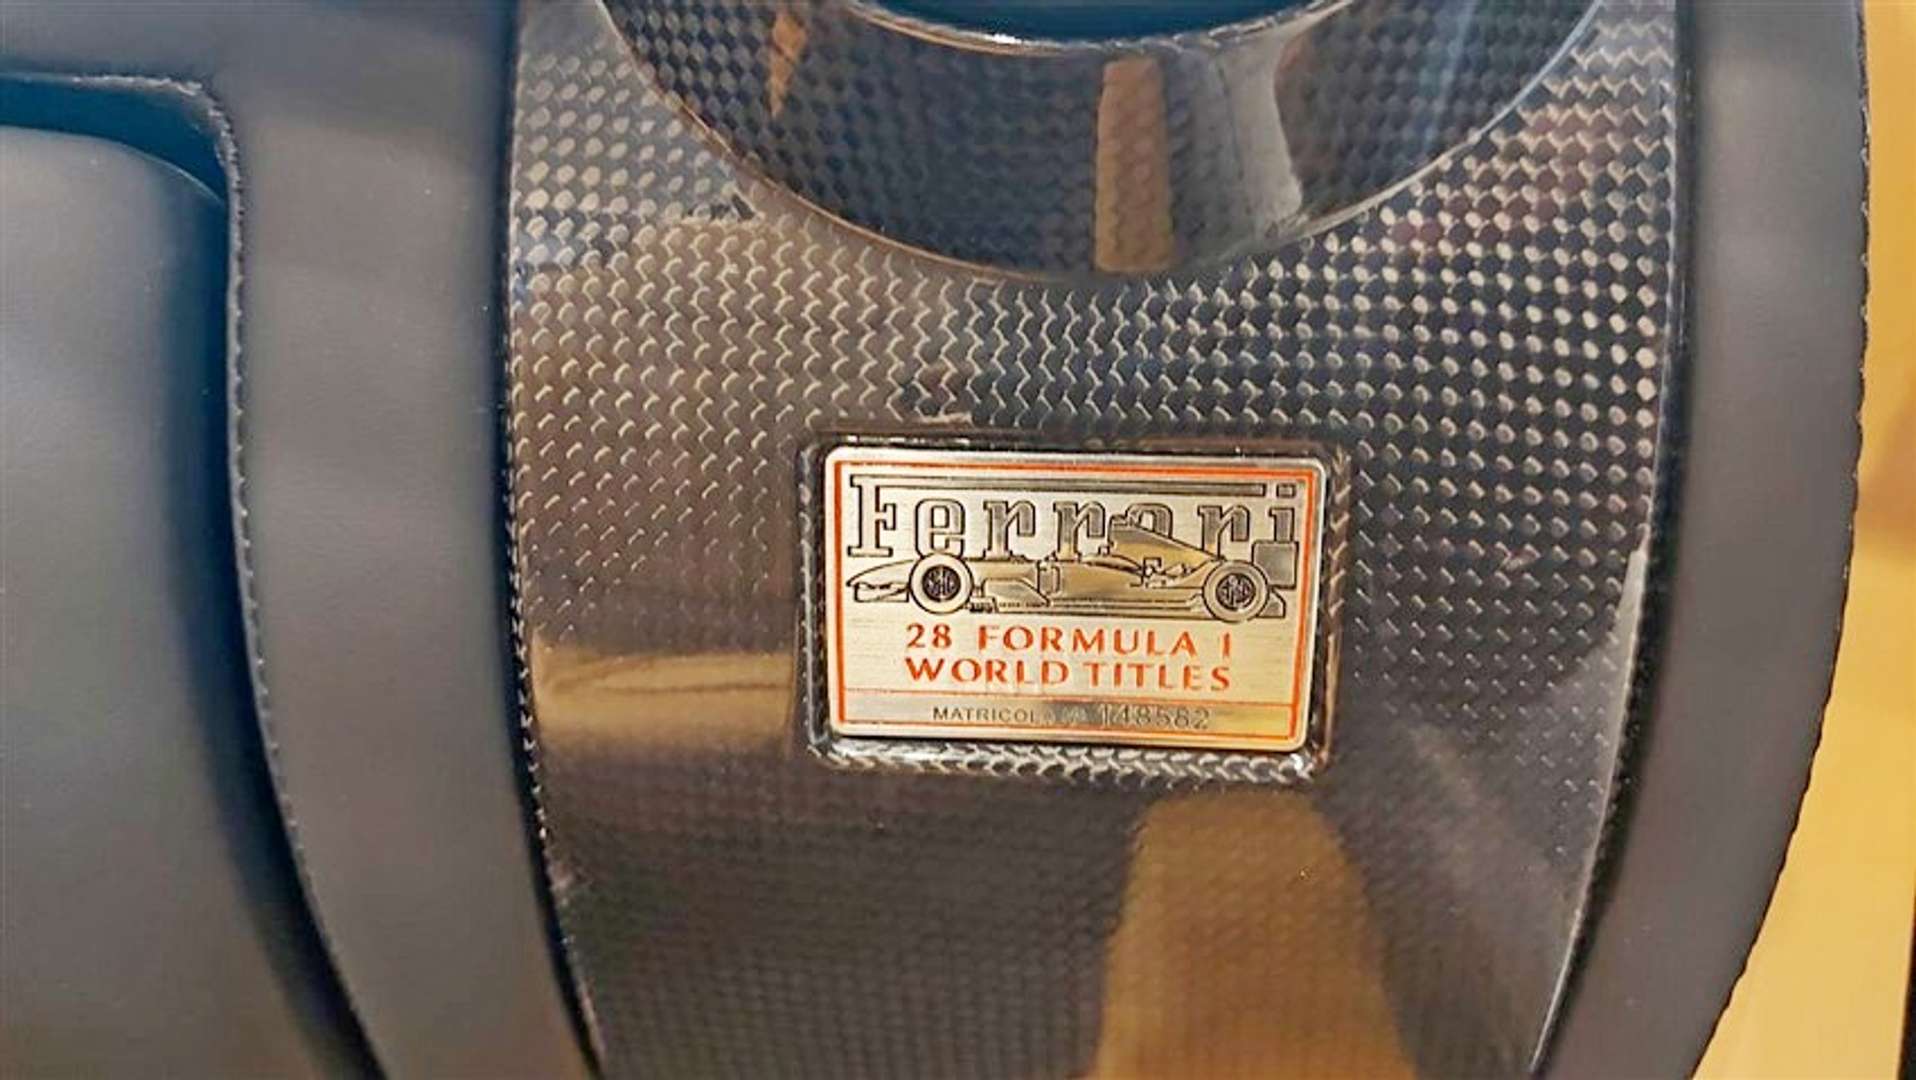 Ferrari
28 FORMULA 1
WORLD TITLES
148582